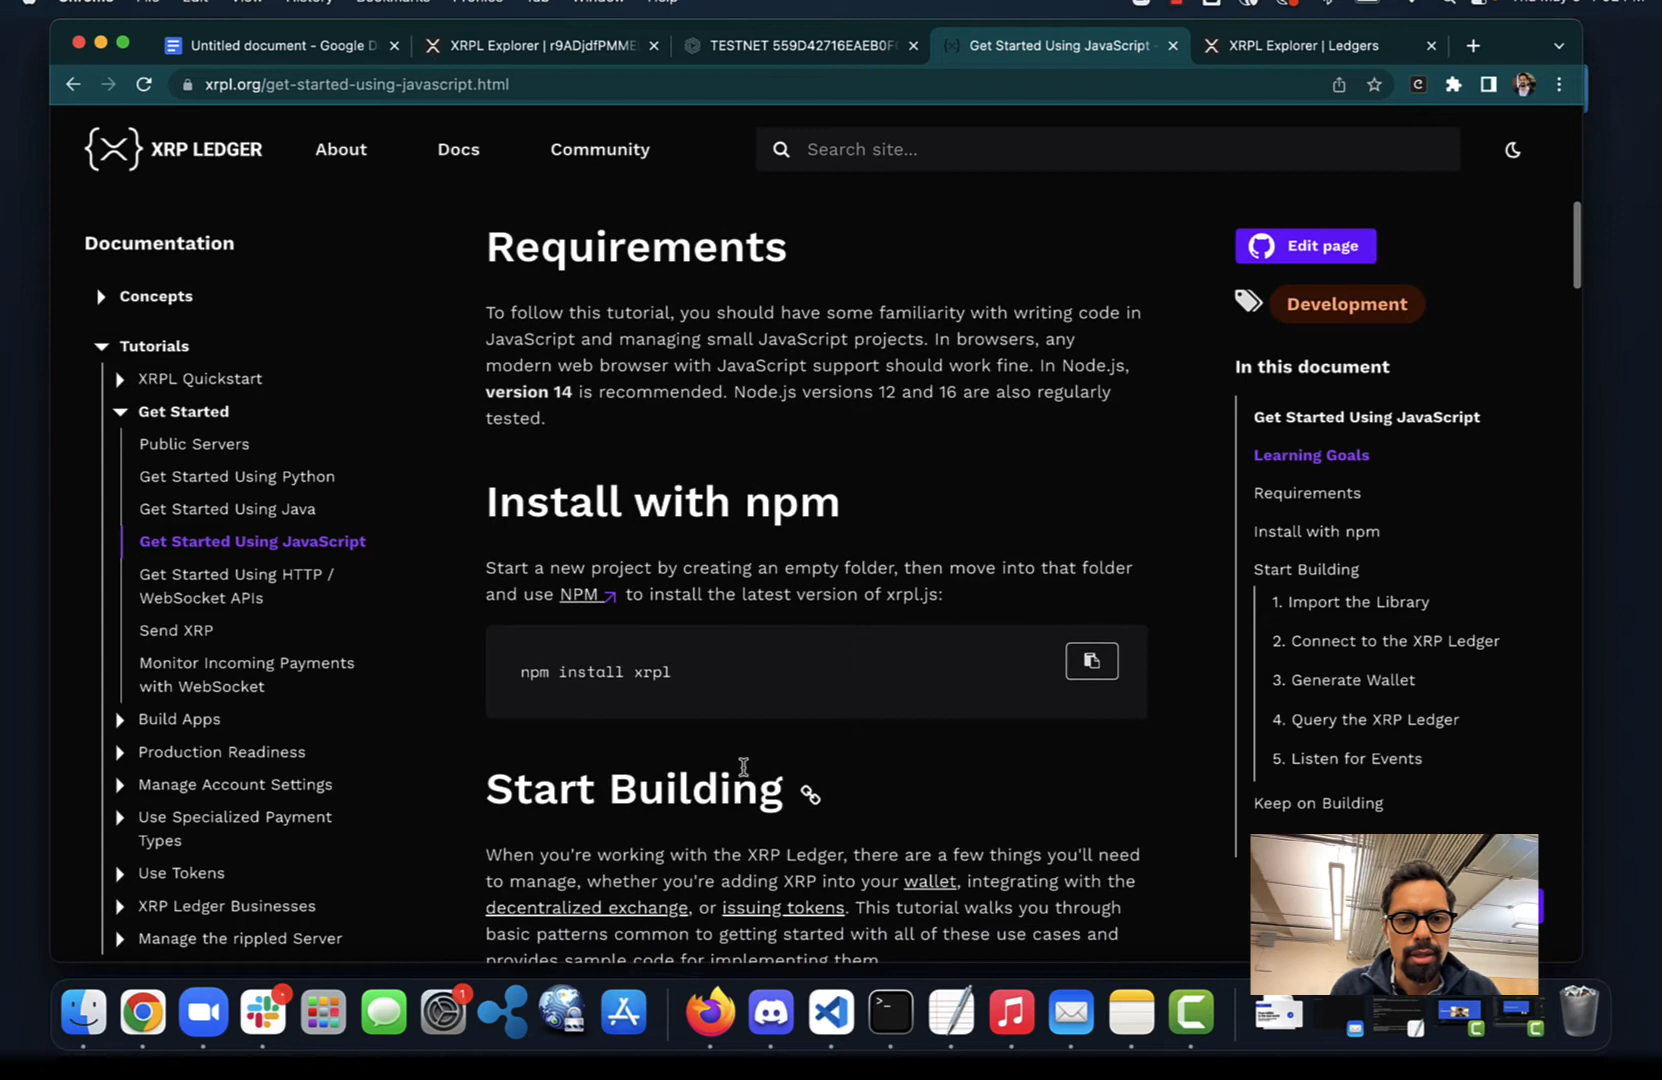 Untitled document - Google D
XRPL Explorer | r9ADjdfPMME
TESTNET 559D42716EAEB0F
Get Started Using JavaScript -
XRPL Explorer | Ledgers
xrpl.org/get-started-using-javascript.html
XRP LEDGER
About
Docs
Community
Search site...
Documentation
Concepts
Tutorials
XRPL Quickstart
Get Started
Public Servers
Get Started Using Python
Get Started Using Java
Get Started Using JavaScript
Get Started Using HTTP /
WebSocket APIs
Send XRP
Monitor Incoming Payments
with WebSocket
Build Apps
Production Readiness
Manage Account Settings
Use Specialized Payment
Types
Use Tokens
XRP Ledger Businesses
Manage the rippled Server
Requirements
To follow this tutorial, you should have some familiarity with writing code in
JavaScript and managing small JavaScript projects. In browsers, any
modern web browser with JavaScript support should work fine. In Node.js,
version 14 is recommended. Node.js versions 12 and 16 are also regularly
tested.
Install with npm
Start a new project by creating an empty folder, then move into that folder
and use NPM to install the latest version of xrpl.js:
npm install xrpl
Start Building
When you're working with the XRP Ledger, there are a few things you'll need
to manage, whether you're adding XRP into your wallet, integrating with the
decentralized exchange, or issuing tokens. This tutorial walks you through
basic patterns common to getting started with all of these use cases and
provides sample code for implementing them.
Edit page
Development
In this document
Get Started Using JavaScript
Learning Goals
Requirements
Install with npm
Start Building
1. Import the Library
2. Connect to the XRP Ledger
3. Generate Wallet
4. Query the XRP Ledger
5. Listen for Events
Keep on Building
1